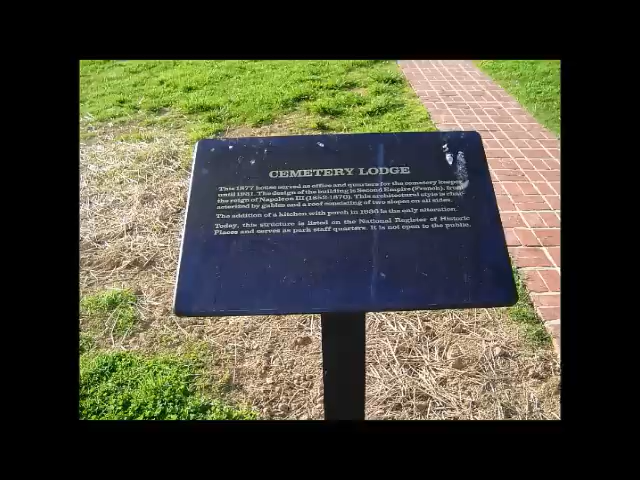 CEMETERY LODGE
This 1877 house served as office and quarters for the cemetery keeper
until 1931. The design of the building is Second Empire (French), from
the reign of Napoleon III (1852-1870). This architectural style is char-
acterized by gables and a roof consisting of two slopes on all sides.
The addition of a kitchen with porch in 1936 is the only alteration.
Today, this structure is listed on the National Register of Historic
Places and serves as park staff quarters. It is not open to the public.